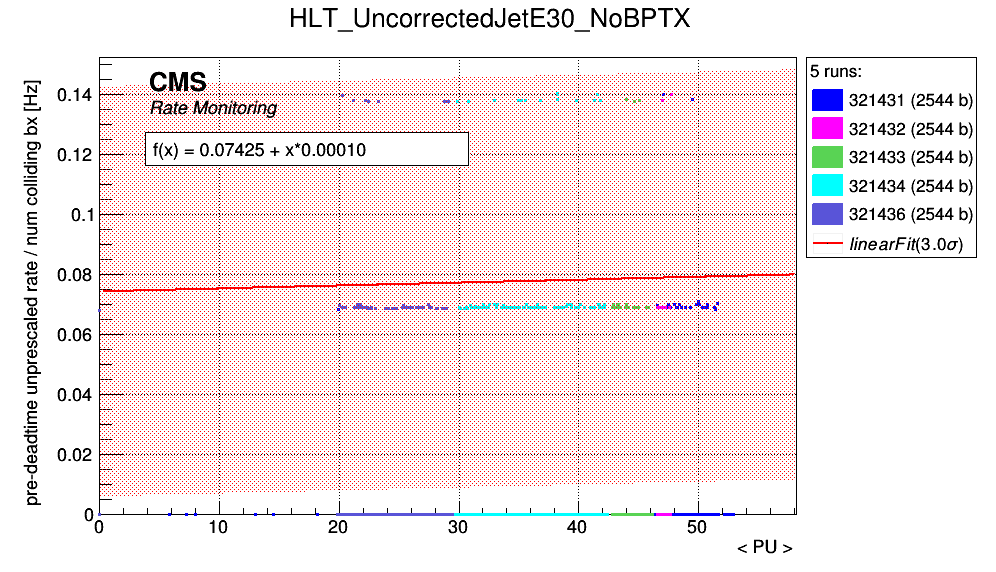 HLT_UncorrectedJetE30_NoBPTX
CMS
Rate Monitoring
f(x) = 0.07425 + x*0.00010
pre-deadtime unprescaled rate / num colliding bx [Hz]
0.14
0.12
0.1
0.08
0.06
0.04
0.02
0
0 10 20 30 40 50
< PU >
5 runs:
321431 (2544 b)
321432 (2544 b)
321433 (2544 b)
321434 (2544 b)
321436 (2544 b)
linearFit(3.0σ)